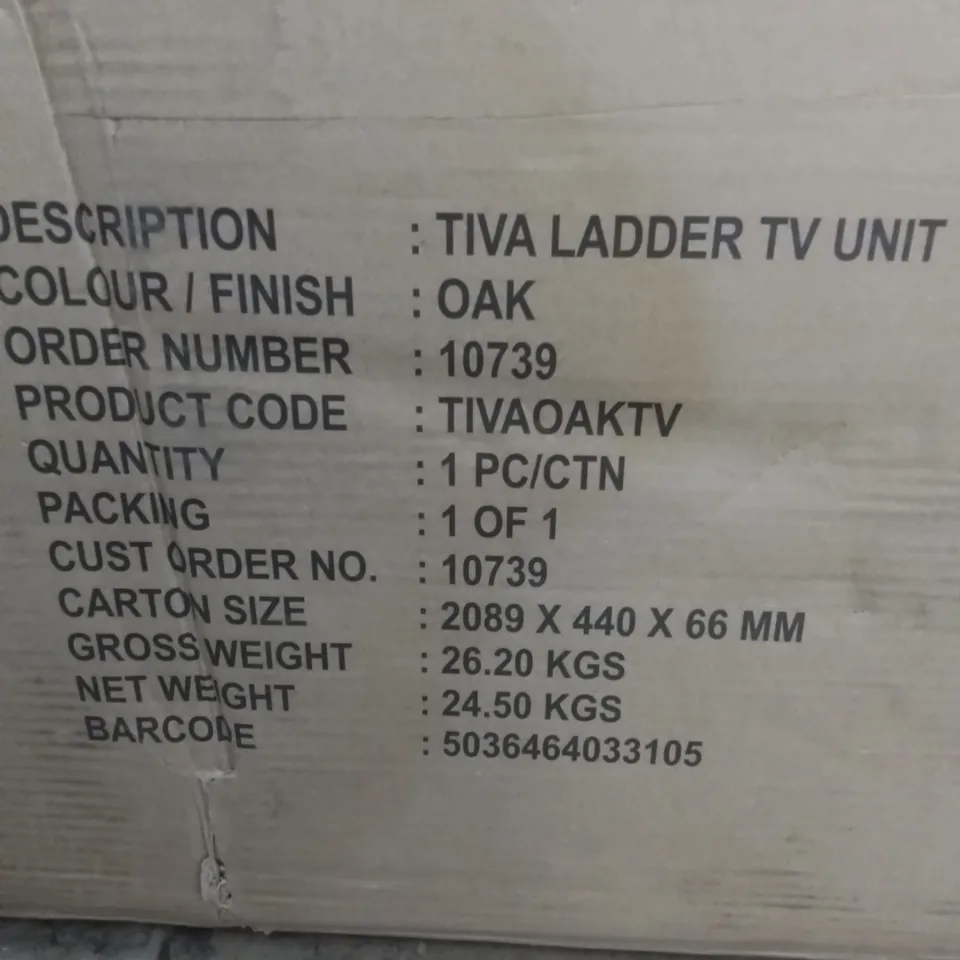 DESCRIPTION : TIVA LADDER TV UNIT
COLOUR / FINISH : OAK
ORDER NUMBER : 10739
PRODUCT CODE : TIVAOAKTV
QUANTITY : 1 PC/CTN
PACKING : 1 OF 1
CUST ORDER NO. : 10739
CARTON SIZE : 2089 X 440 X 66 MM
GROSS WEIGHT : 26.20 KGS
NET WEIGHT : 24.50 KGS
BARCODE : 5036464033105